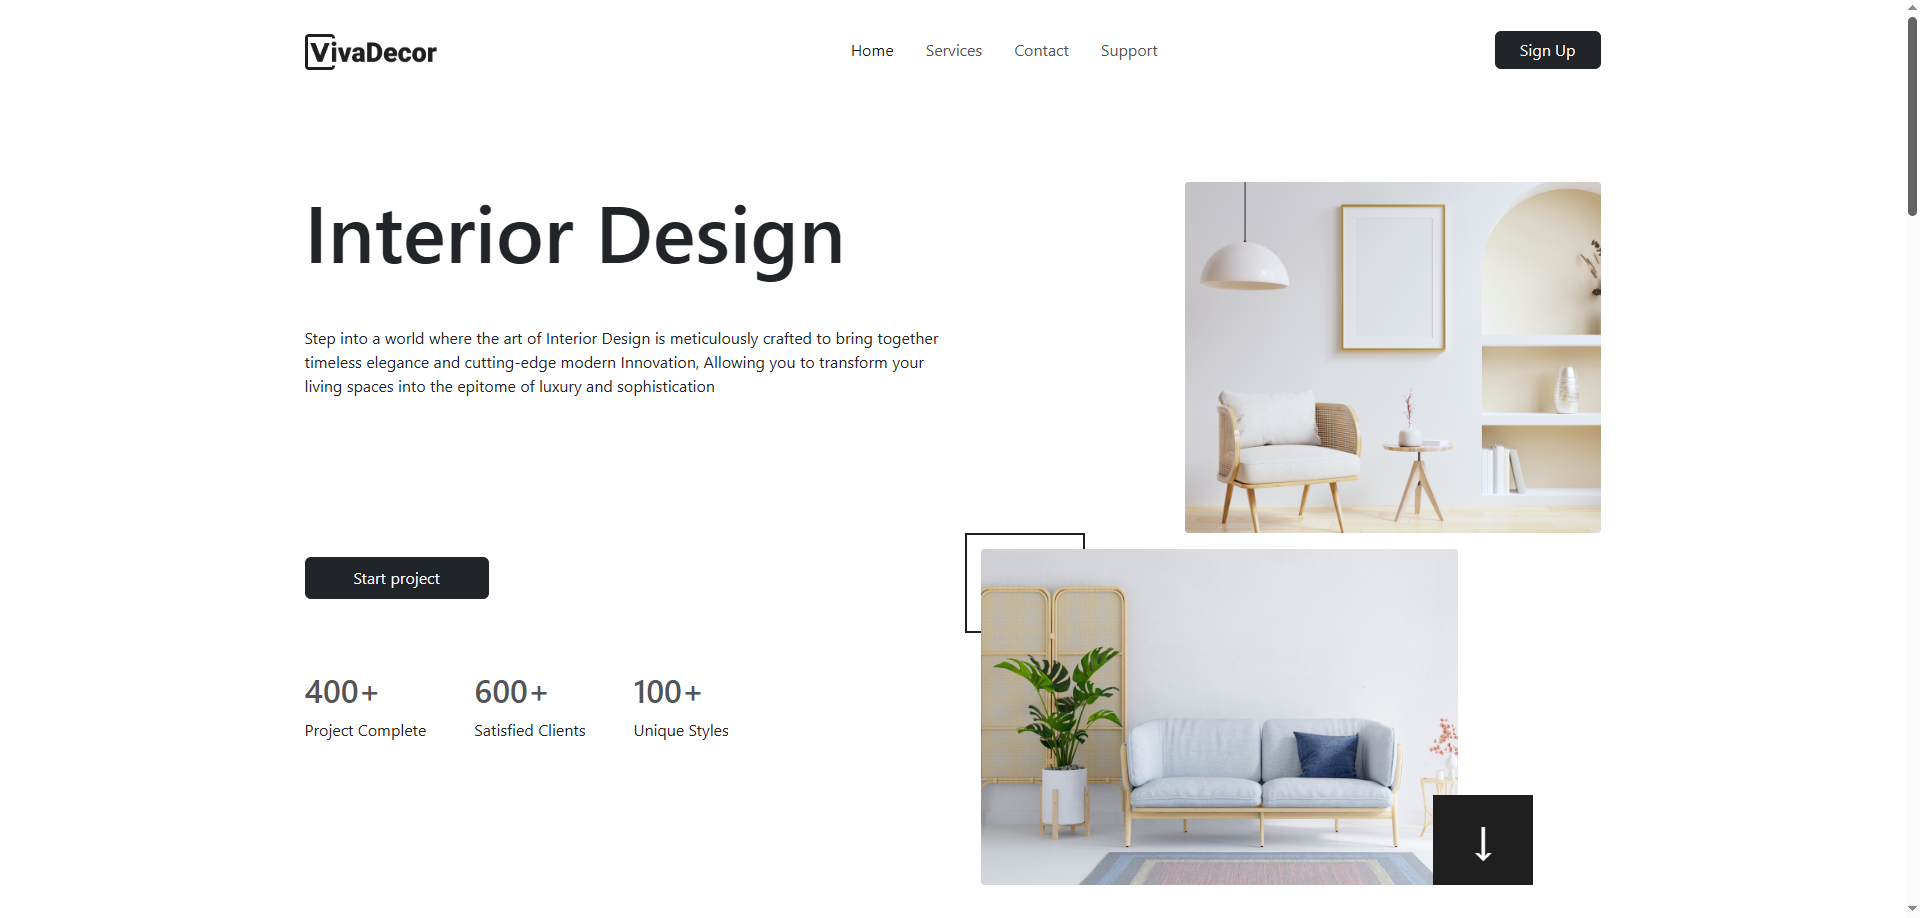 VivaDecor
Home Services Contact Support
Sign Up
Interior Design
Step into a world where the art of Interior Design is meticulously crafted to bring together
timeless elegance and cutting-edge modern Innovation, Allowing you to transform your
living spaces into the epitome of luxury and sophistication
Start project
400+ 600+ 100+
Project Complete Satisfied Clients Unique Styles